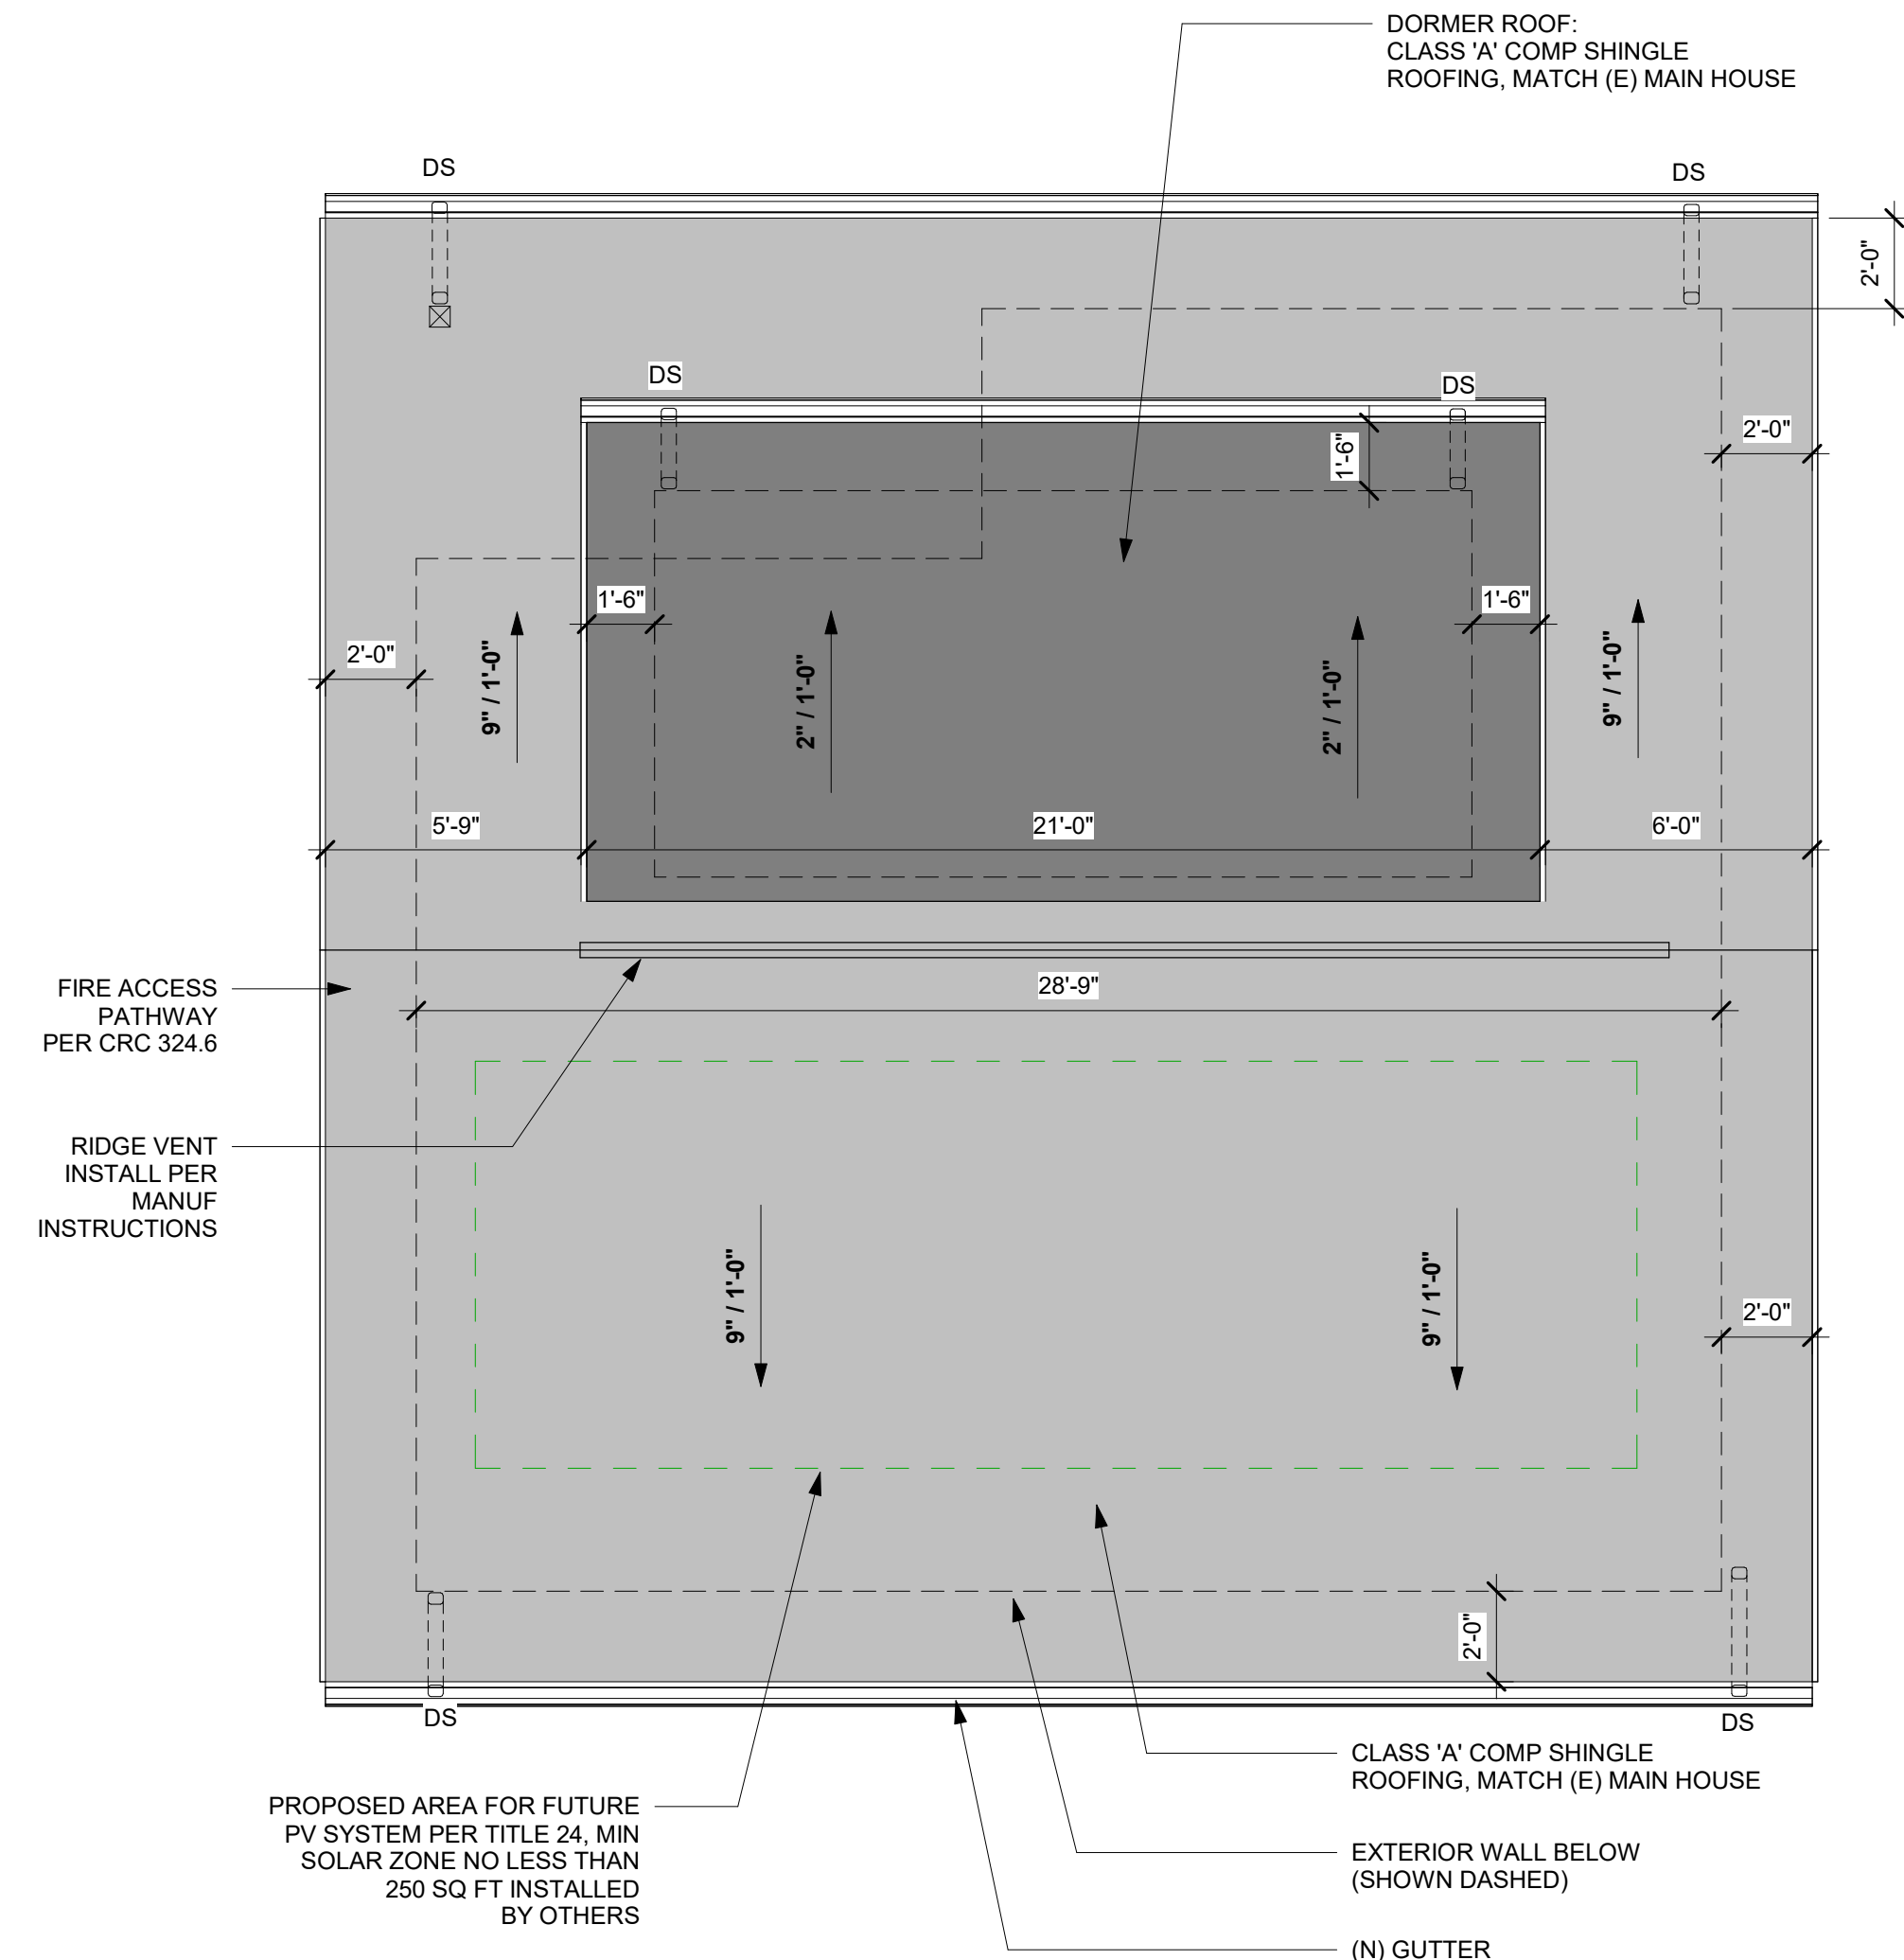 DORMER ROOF:
CLASS 'A' COMP SHINGLE
ROOFING, MATCH (E) MAIN HOUSE
DS
DS
2'-0"
DS
DS
1'-6"
2'-0"
1'-6"
1'-6"
2'-0"
9" / 1'-0"
2" / 1'-0"
2" / 1'-0"
9" / 1'-0"
5'-9"
21'-0"
6'-0"
28'-9"
FIRE ACCESS
PATHWAY
PER CRC 324.6
RIDGE VENT
INSTALL PER
MANUF
INSTRUCTIONS
9" / 1'-0"
9" / 1'-0"
2'-0"
2'-0"
DS
DS
CLASS 'A' COMP SHINGLE
ROOFING, MATCH (E) MAIN HOUSE
PROPOSED AREA FOR FUTURE
PV SYSTEM PER TITLE 24, MIN
SOLAR ZONE NO LESS THAN
250 SQ FT INSTALLED
BY OTHERS
EXTERIOR WALL BELOW
(SHOWN DASHED)
(N) GUTTER